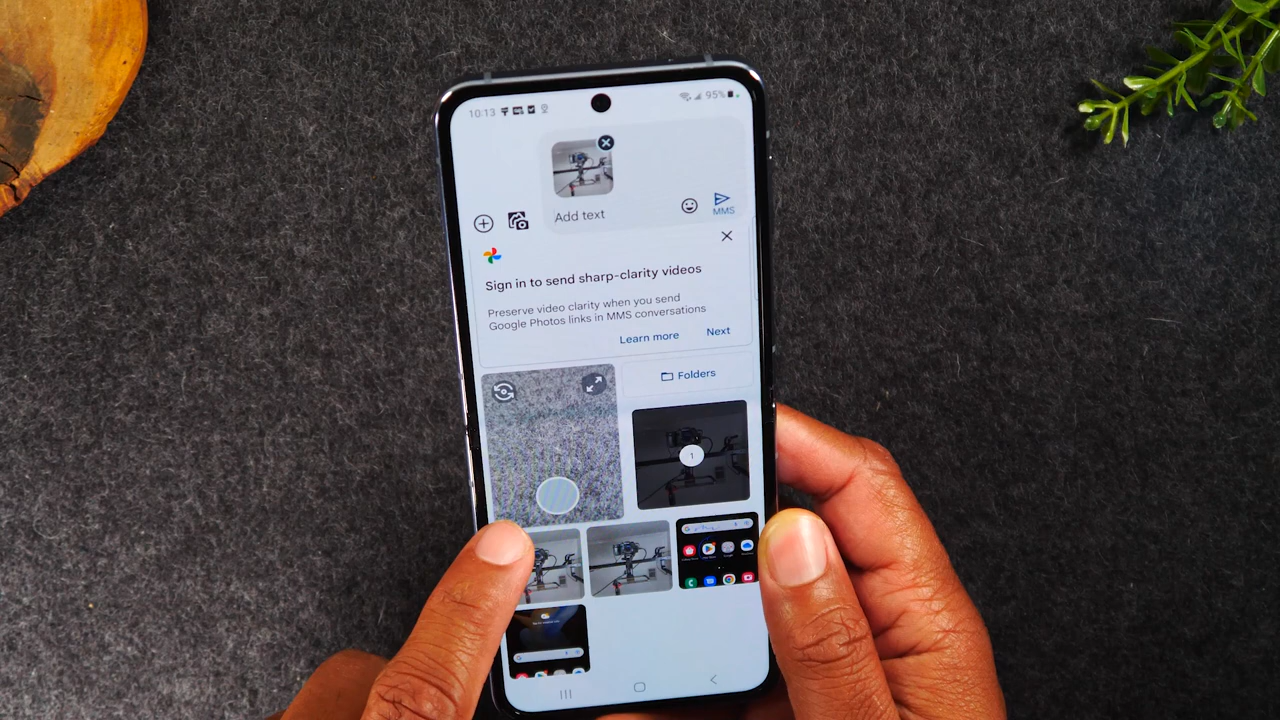 10:13
95%
Add text
MMS
Sign in to send sharp-clarity videos
Preserve video clarity when you send
Google Photos links in MMS conversations
Learn more
Next
Folders
1